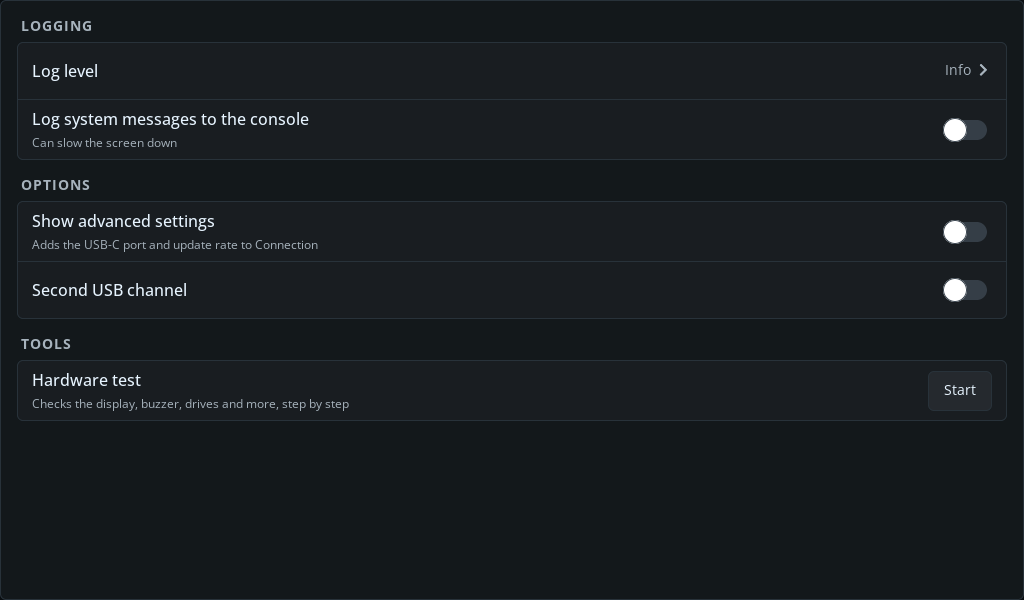 LOGGING
Log level
Info
Log system messages to the console
Can slow the screen down
OPTIONS
Show advanced settings
Adds the USB-C port and update rate to Connection
Second USB channel
TOOLS
Hardware test
Checks the display, buzzer, drives and more, step by step
Start